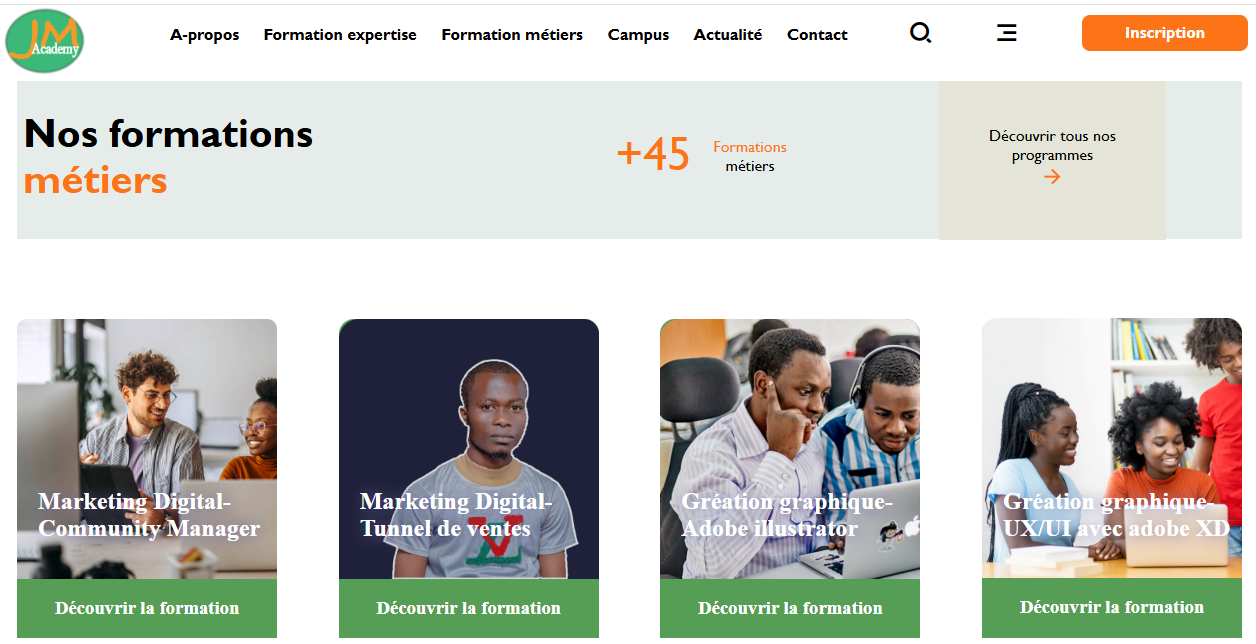 JM
Academy
A-propos
Formation expertise
Formation métiers
Campus
Actualité
Contact
Inscription
Nos formations
métiers
+45
Formations
métiers
Découvrir tous nos
programmes
Marketing Digital-
Community Manager
Découvrir la formation
Marketing Digital-
Tunnel de ventes
Découvrir la formation
Gréation graphique-
Adobe illustrator
Découvrir la formation
Gréation graphique-
UX/UI avec adobe XD
Découvrir la formation